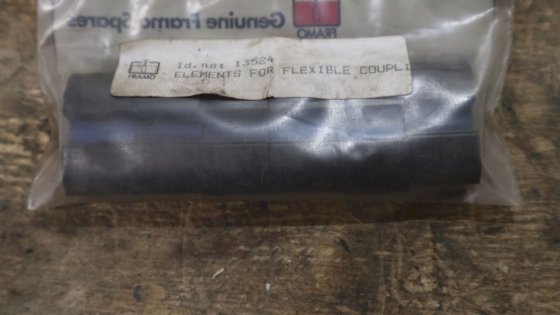 Genuine Framo Spares
FRAMO
Id.no: 13524
FRAMO
ELEMENTS FOR FLEXIBLE COUPLI